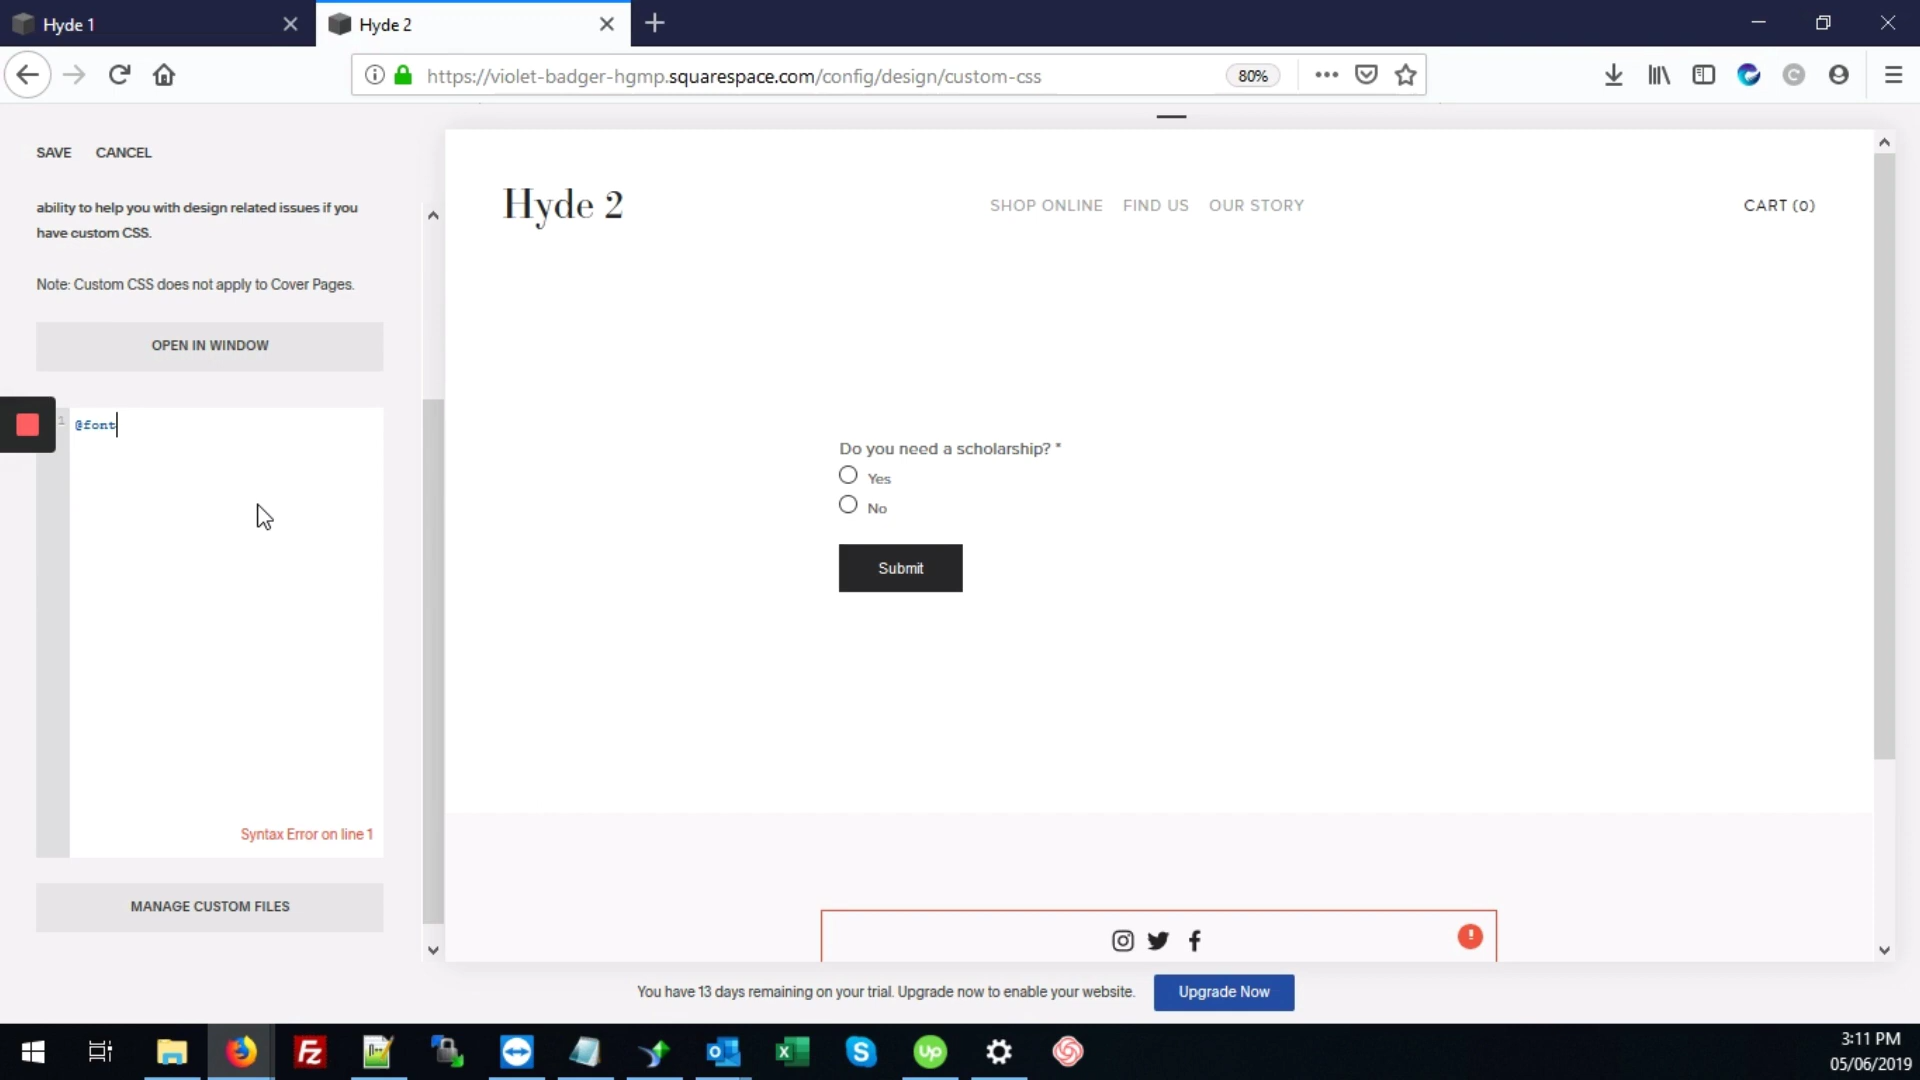 Hyde 1
Hyde 2
https://violet-badger-hgmp.squarespace.com/config/design/custom-css
80%
SAVE CANCEL
ability to help you with design related issues if you
have custom CSS.
Note: Custom CSS does not apply to Cover Pages.
OPEN IN WINDOW
1 @font
Syntax Error on line 1
MANAGE CUSTOM FILES
Hyde 2
SHOP ONLINE FIND US OUR STORY
CART (0)
Do you need a scholarship? *
Yes
No
Submit
You have 13 days remaining on your trial. Upgrade now to enable your website.
Upgrade Now
3:11 PM
05/06/2019